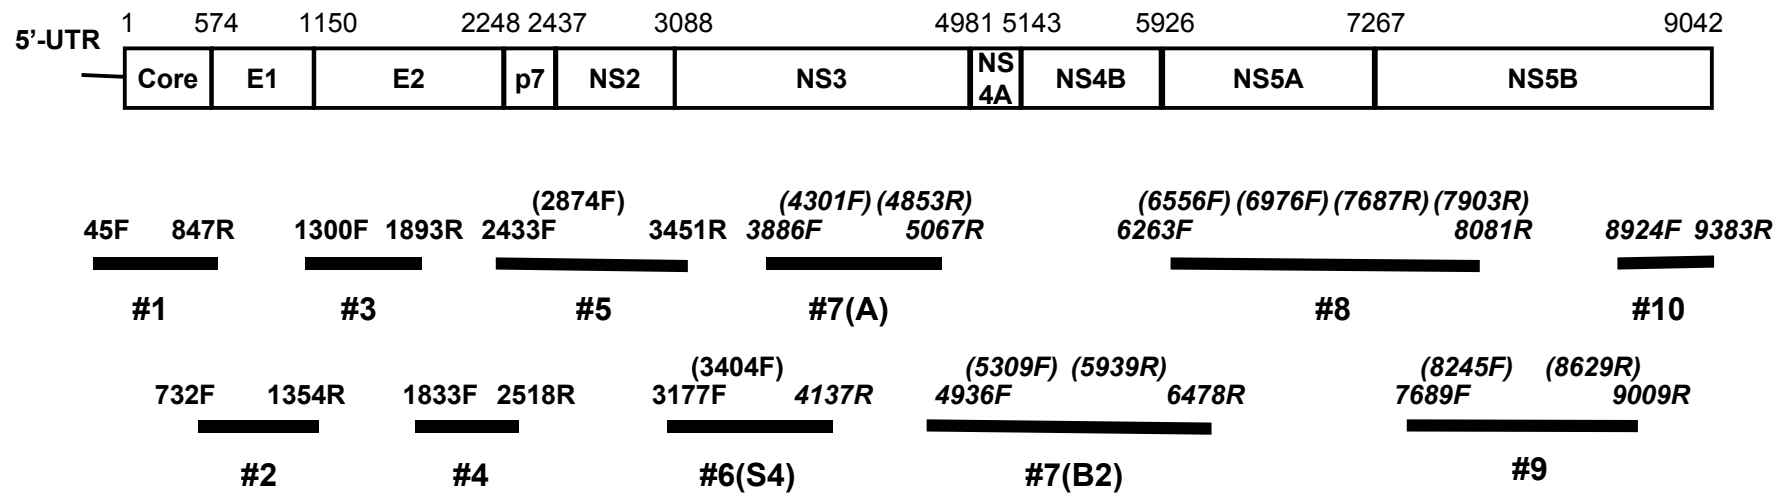 1 574 1150 2248 2437 3088 4981 5143 5926 7267 9042
5’-UTR
Core E1 E2 p7 NS2 NS3 NS 4A NS4B NS5A NS5B
(2874F) (4301F) (4853R) (6556F) (6976F) (7687R) (7903R)
45F 847R 1300F 1893R 2433F 3451R 3886F 5067R 6263F 8081R 8924F 9383R
#1 #3 #5 #7(A) #8 #10
(3404F) (5309F) (5939R) (8245F) (8629R)
732F 1354R 1833F 2518R 3177F 4137R 4936F 6478R 7689F 9009R
#2 #4 #6(S4) #7(B2) #9